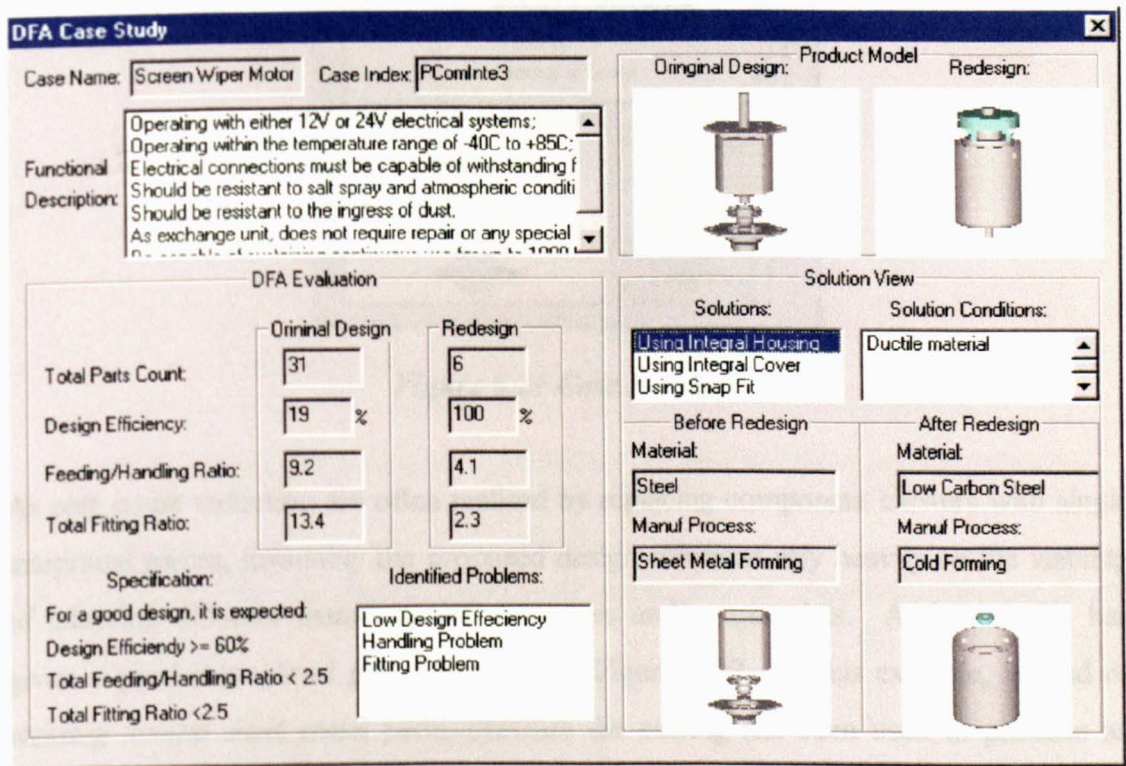 DFA Case Study
Case Name: Screen Wiper Motor Case Index: PComInte3
Functional Description:
Operating with either 12V or 24V electrical systems;
Operating within the temperature range of -40C to +85C;
Electrical connections must be capable of withstanding f
Should be resistant to salt spray and atmospheric conditi
Should be resistant to the ingress of dust.
As exchange unit, does not require repair or any special
Product Model
Oringinal Design: Redesign:
DFA Evaluation
Orininal Design Redesign
Total Parts Count: 31 6
Design Efficiency: 19 % 100 %
Feeding/Handling Ratio: 9.2 4.1
Total Fitting Ratio: 13.4 2.3
Specification:
For a good design, it is expected:
Design Efficiendy >= 60%
Total Feeding/Handling Ratio < 2.5
Total Fitting Ratio <2.5
Identified Problems:
Low Design Effeciency
Handling Problem
Fitting Problem
Solution View
Solutions:
Using Integral Housing
Using Integral Cover
Using Snap Fit
Solution Conditions:
Ductile material
Before Redesign
Material:
Steel
Manuf Process:
Sheet Metal Forming
After Redesign
Material:
Low Carbon Steel
Manuf Process:
Cold Forming